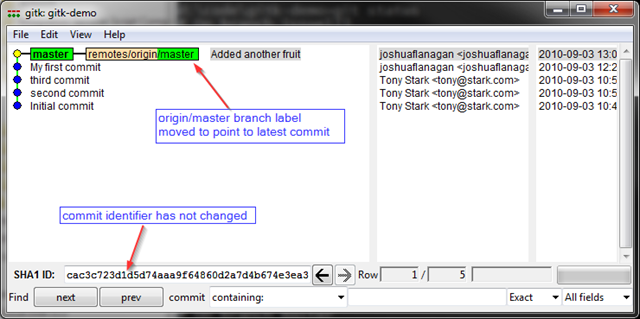 gitk: gitk-demo
File Edit View Help
master remotes/origin/master Added another fruit joshuaflanagan <joshuaflanaga 2010-09-03 13:0
My first commit joshuaflanagan <joshuaflanaga 2010-09-03 12:2
third commit Tony Stark <tony@stark.com> 2010-09-03 10:5
second commit Tony Stark <tony@stark.com> 2010-09-03 10:5
Initial commit Tony Stark <tony@stark.com> 2010-09-03 10:4
origin/master branch label
moved to point to latest commit
commit identifier has not changed
SHA1 ID: cac3c723d1d5d74aaa9f64860d2a7d4b674e3ea3 Row 1 / 5
Find next prev commit containing: Exact All fields